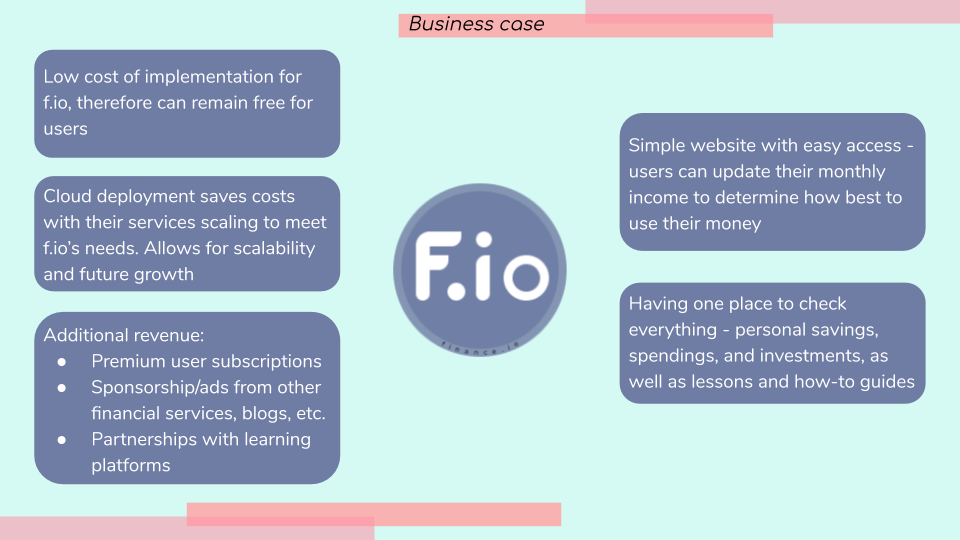 Business case
Low cost of implementation for
f.io, therefore can remain free for
users
Cloud deployment saves costs
with their services scaling to meet
f.io's needs. Allows for scalability
and future growth
Additional revenue:
● Premium user subscriptions
● Sponsorship/ads from other
financial services, blogs, etc.
● Partnerships with learning
platforms
F.io
Simple website with easy access -
users can update their monthly
income to determine how best to
use their money
Having one place to check
everything - personal savings,
spendings, and investments, as
well as lessons and how-to guides